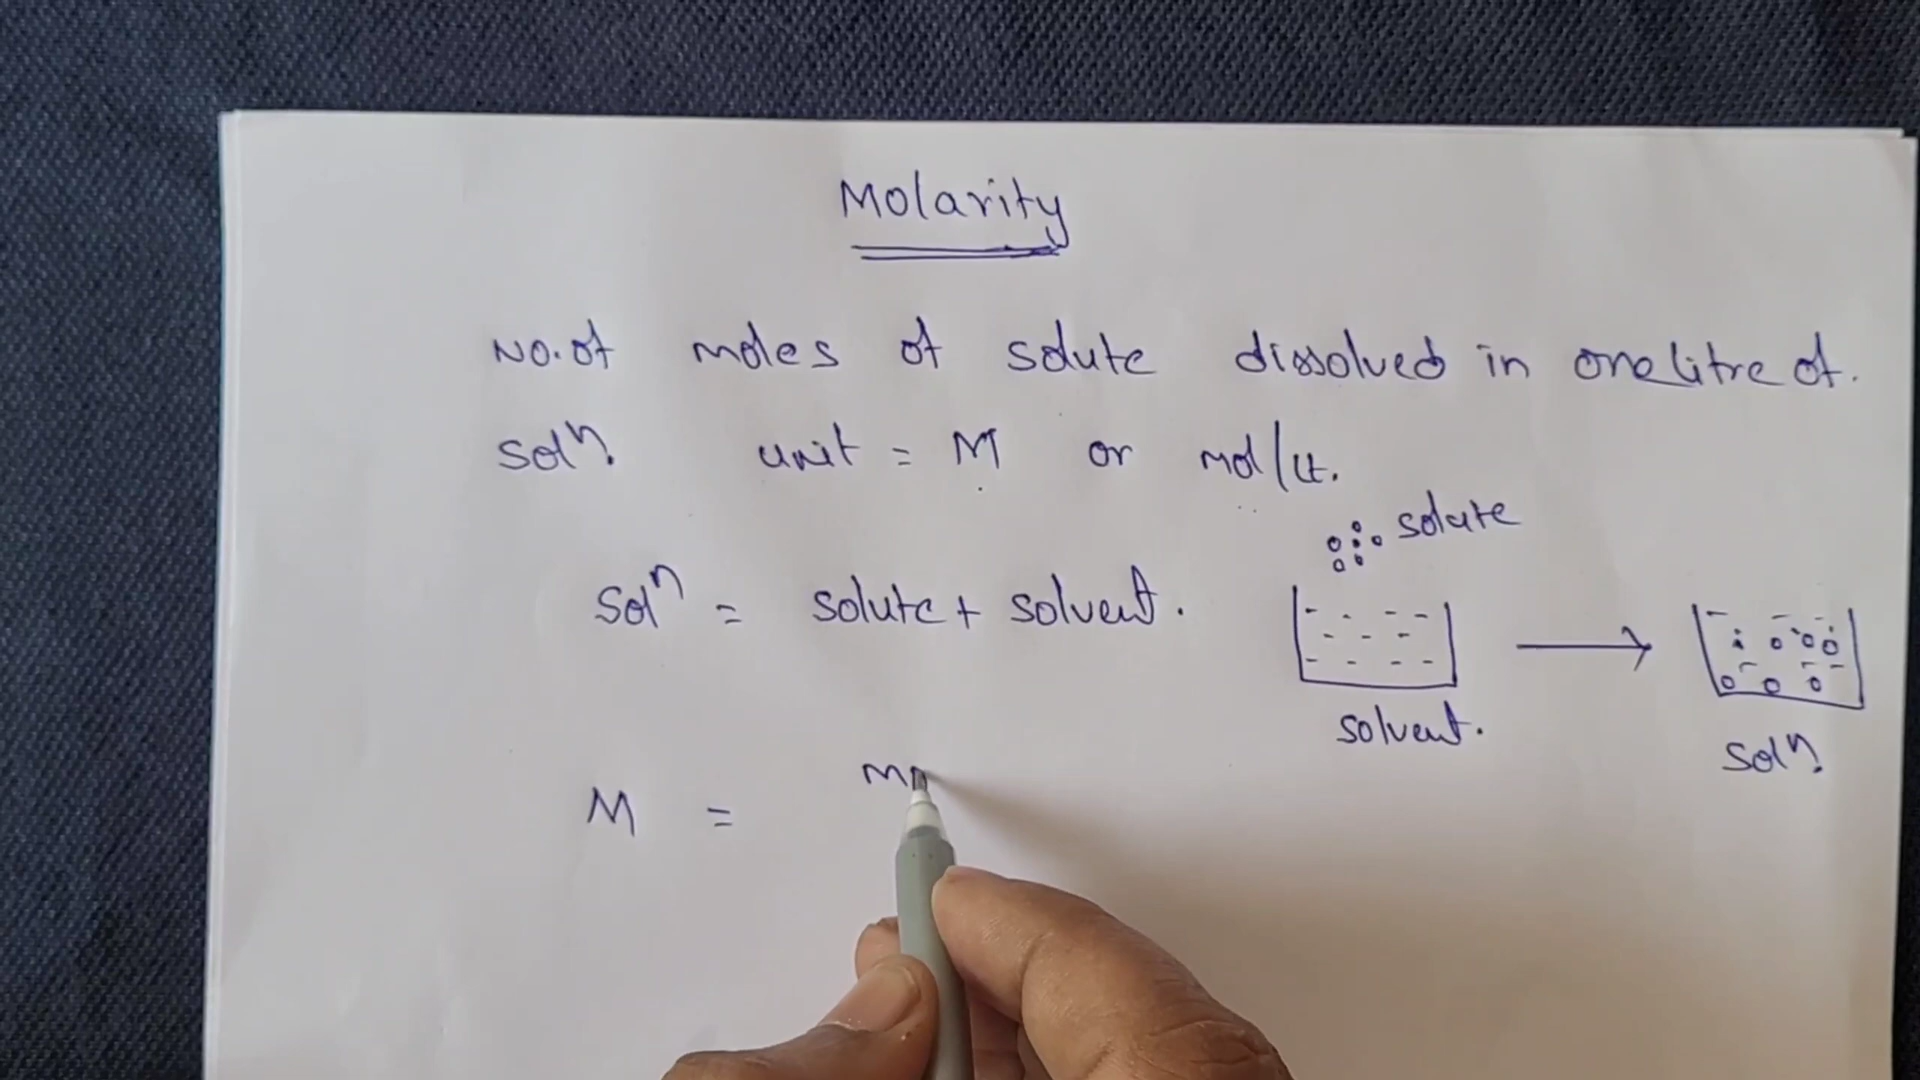 Molarity
No. of moles of solute dissolved in one litre of.
Solⁿ. unit = M or mol/lt.
solute
Solⁿ = solute + solvent.
solvent.
Solⁿ.
M =